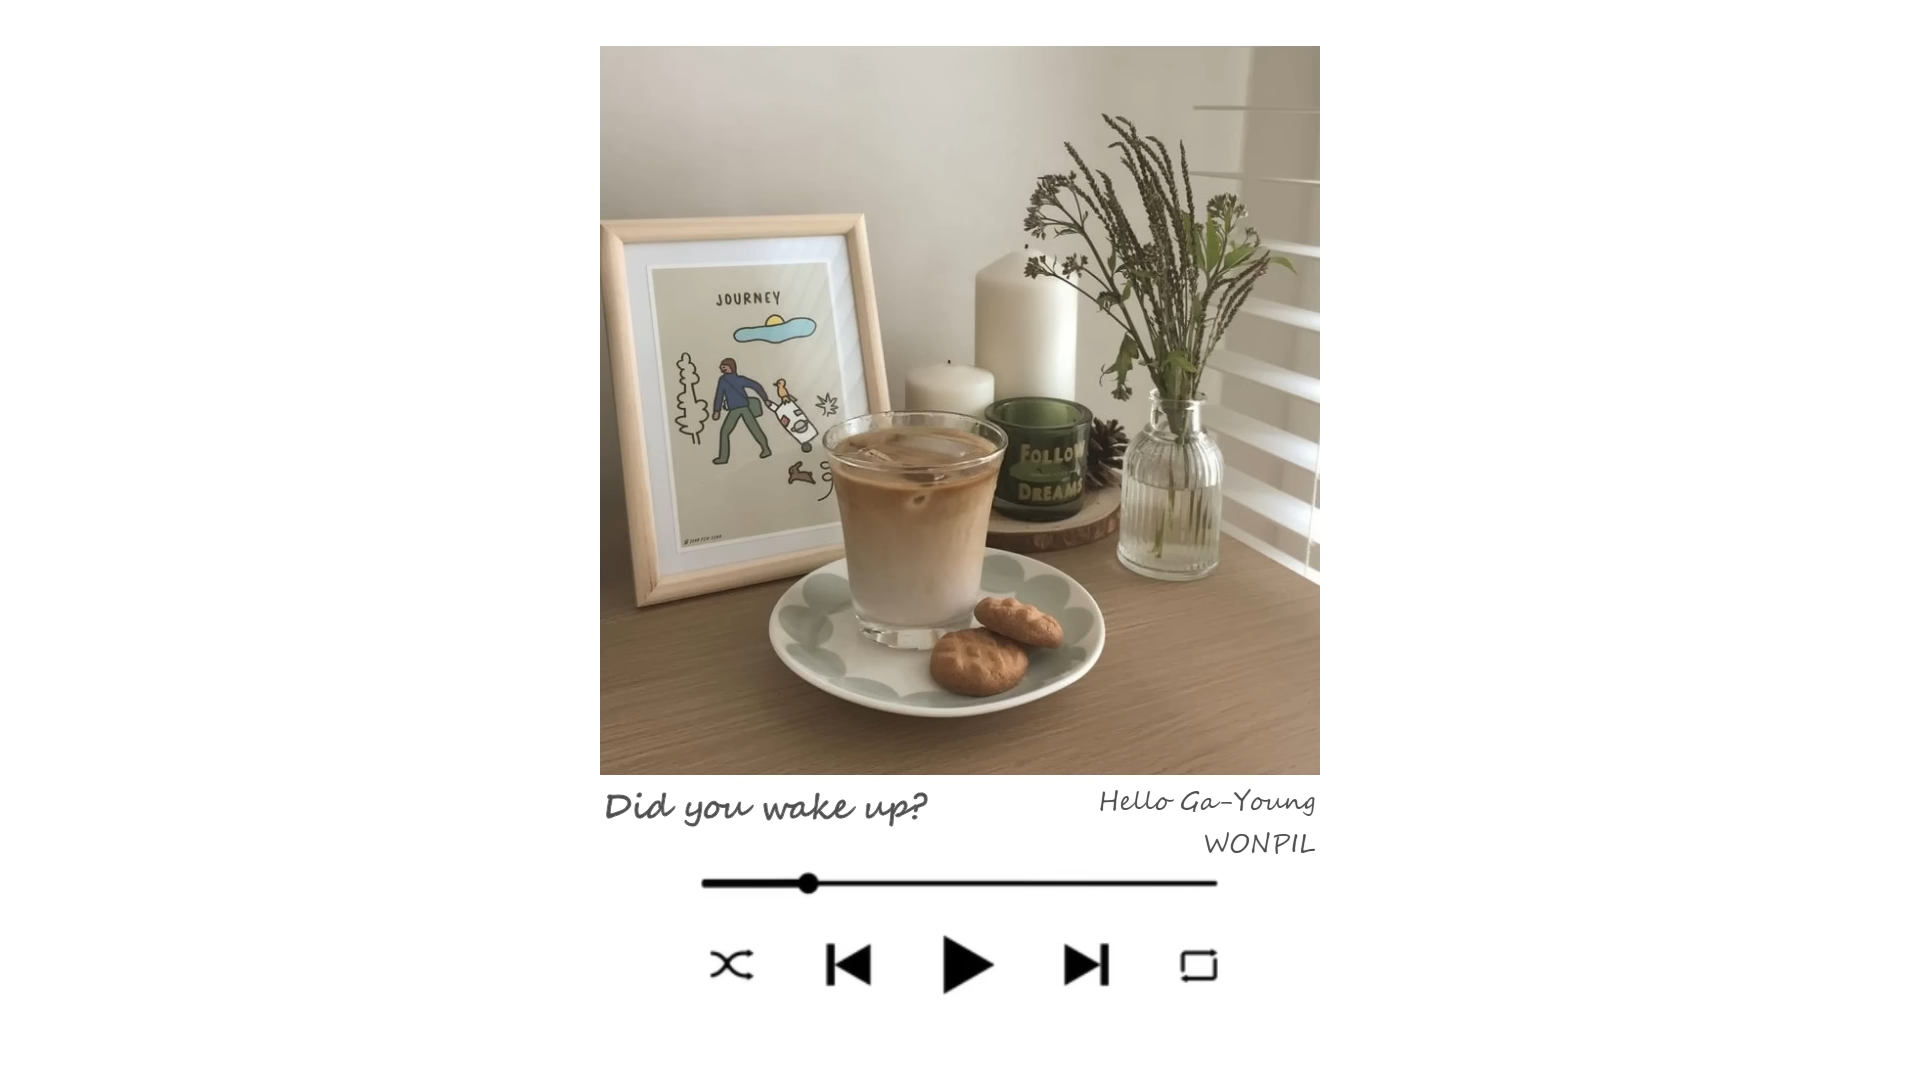 JOURNEY
FOLLOW
DREAMS
Did you wake up?
Hello Ga-Young
WONPIL